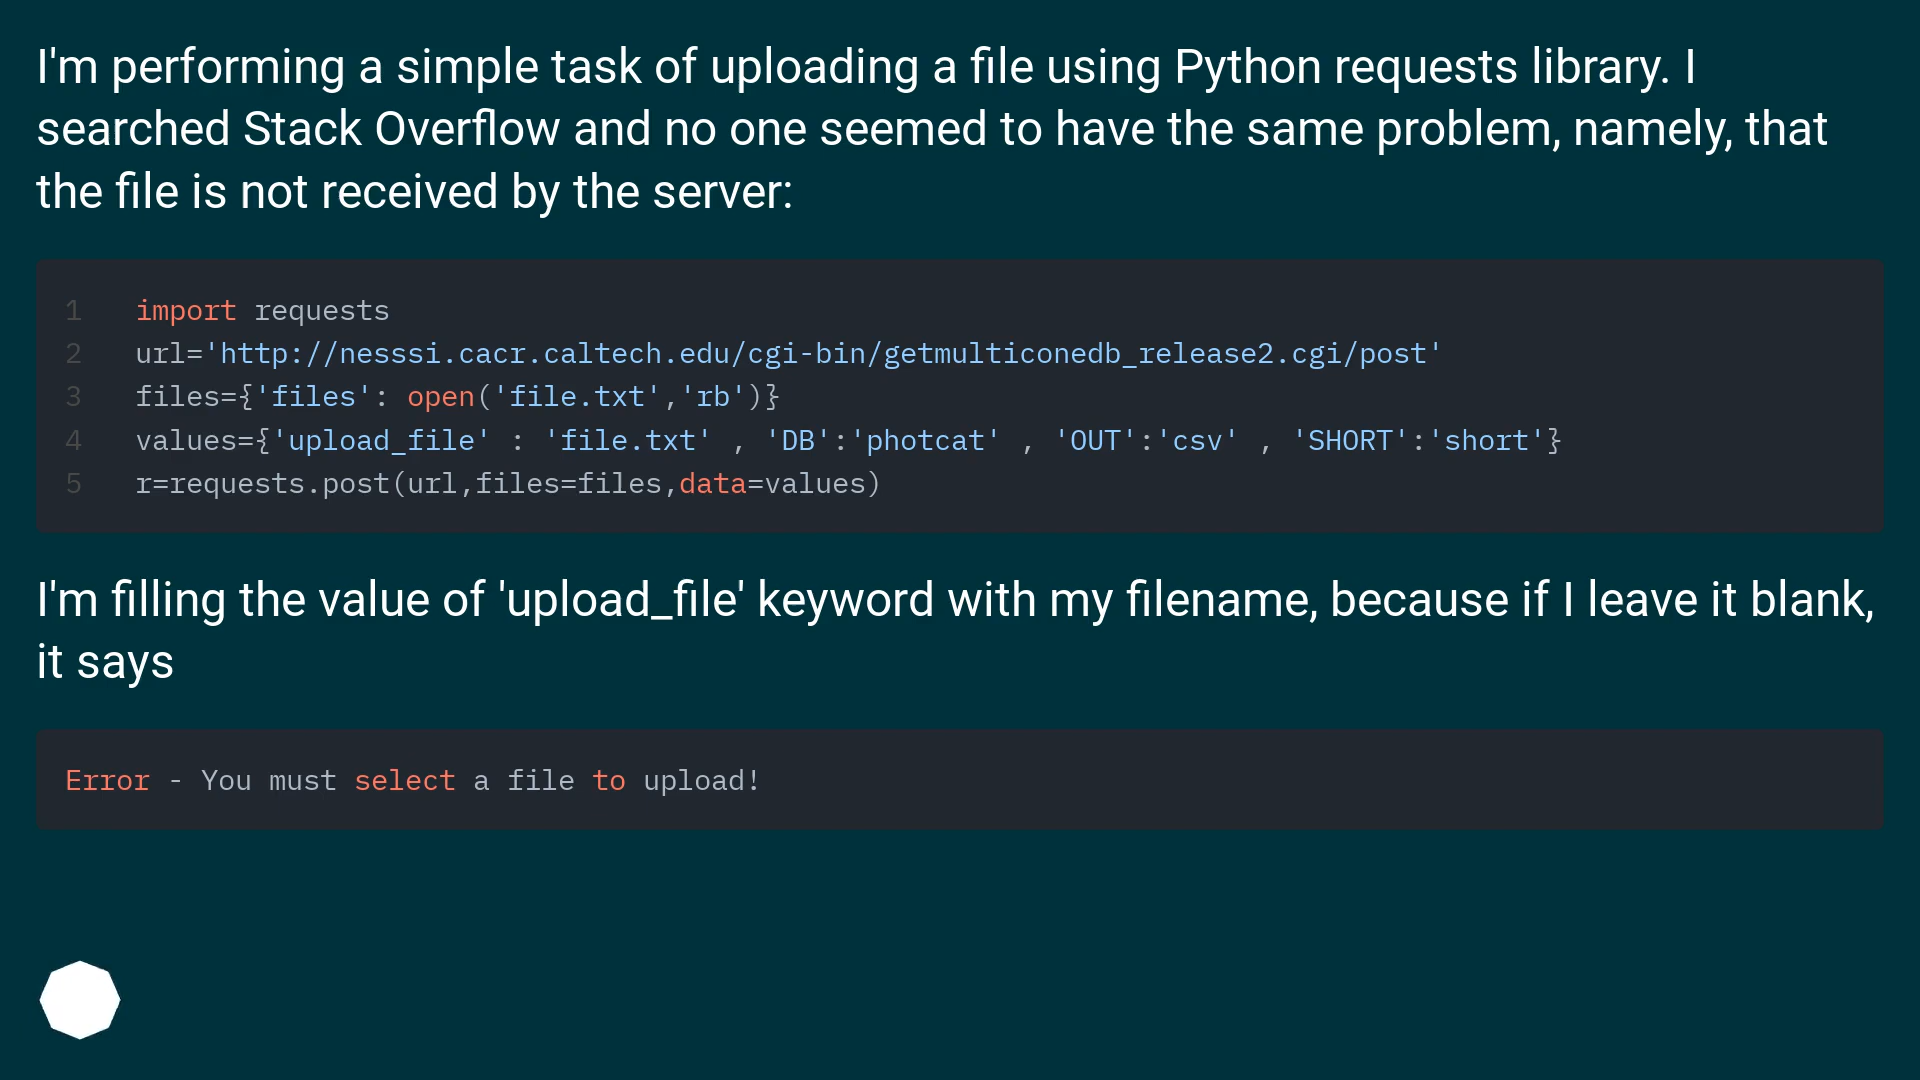 I'm performing a simple task of uploading a file using Python requests library. I
searched Stack Overflow and no one seemed to have the same problem, namely, that
the file is not received by the server:
1 import requests
2 url='http://nesssi.cacr.caltech.edu/cgi-bin/getmulticonedb_release2.cgi/post'
3 files={'files': open('file.txt','rb')}
4 values={'upload_file' : 'file.txt' , 'DB':'photcat' , 'OUT':'csv' , 'SHORT':'short'}
5 r=requests.post(url,files=files,data=values)
I'm filling the value of 'upload_file' keyword with my filename, because if I leave it blank,
it says
Error - You must select a file to upload!